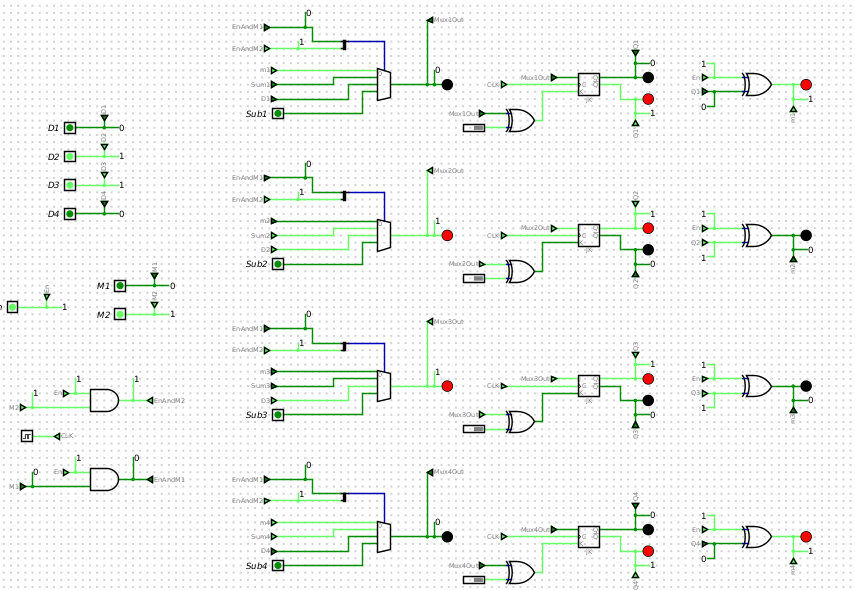 0
EnAndM1
Mux1Out
EnAndM2
1
m1
0
Sum1
D1
Sub1
Q1
0
Mux1Out
CLK
Mux1Out
1
1
En
Q1
0
1
m1
D1
0
D2
1
D3
1
D4
0
0
EnAndM1
Mux2Out
EnAndM2
1
m2
1
Sum2
D2
Sub2
Q2
1
Mux2Out
CLK
Mux2Out
0
Q2
1
En
Q2
1
0
m2
M1
0
M2
1
En
1
0
EnAndM1
Mux3Out
EnAndM2
1
m3
1
Sum3
D3
Sub3
Q3
1
Mux3Out
CLK
Mux3Out
0
Q3
1
En
Q3
1
0
1
1
1
En
M2
EnAndM2
CLK
0
1
0
En
M1
EnAndM1
0
EnAndM1
Mux4Out
EnAndM2
1
m4
0
Sum4
D4
Sub4
Q4
0
Mux4Out
CLK
Mux4Out
1
1
En
Q4
0
1
m4